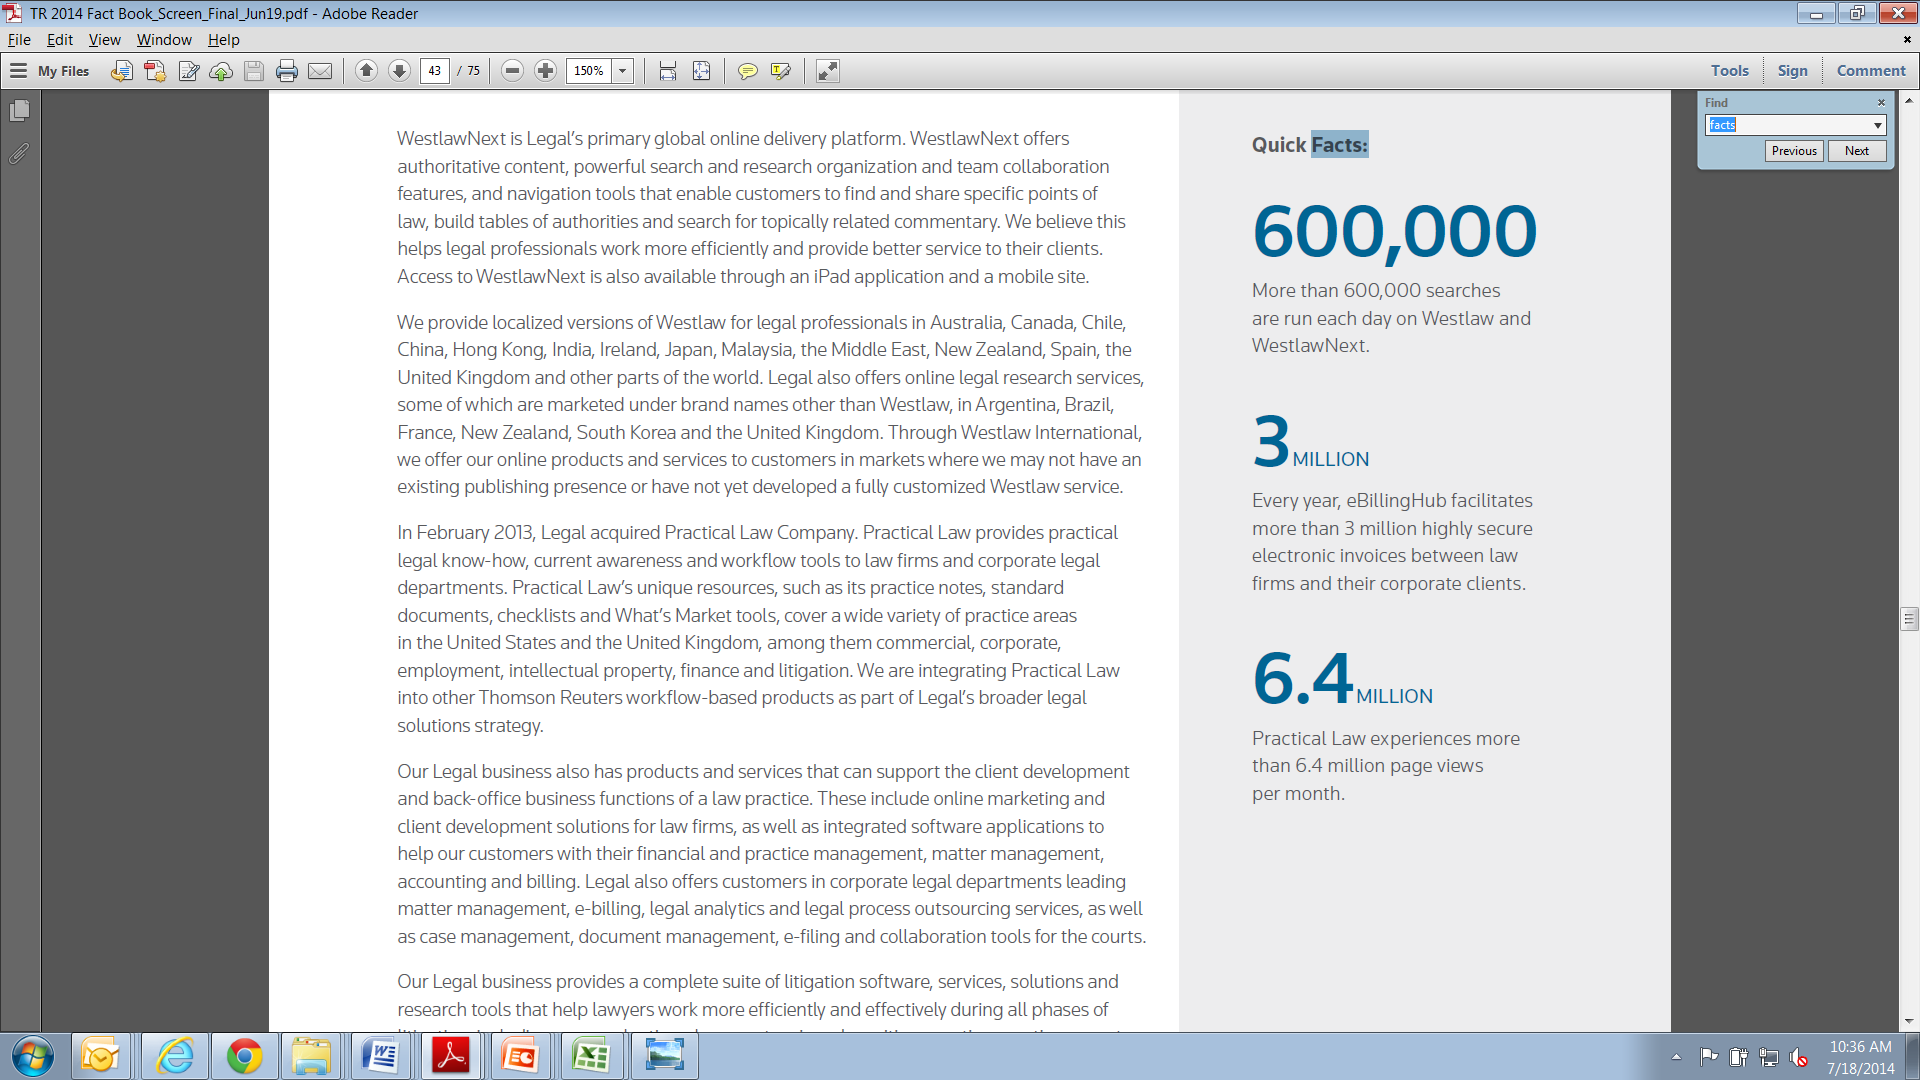 TR 2014 Fact Book_Screen_Final_Jun19.pdf - Adobe Reader
File Edit View Window Help
My Files 43 / 75 150% Tools Sign Comment
Find
facts
Previous Next
WestlawNext is Legal’s primary global online delivery platform. WestlawNext offers
authoritative content, powerful search and research organization and team collaboration
features, and navigation tools that enable customers to find and share specific points of
law, build tables of authorities and search for topically related commentary. We believe this
helps legal professionals work more efficiently and provide better service to their clients.
Access to WestlawNext is also available through an iPad application and a mobile site.
We provide localized versions of Westlaw for legal professionals in Australia, Canada, Chile,
China, Hong Kong, India, Ireland, Japan, Malaysia, the Middle East, New Zealand, Spain, the
United Kingdom and other parts of the world. Legal also offers online legal research services,
some of which are marketed under brand names other than Westlaw, in Argentina, Brazil,
France, New Zealand, South Korea and the United Kingdom. Through Westlaw International,
we offer our online products and services to customers in markets where we may not have an
existing publishing presence or have not yet developed a fully customized Westlaw service.
In February 2013, Legal acquired Practical Law Company. Practical Law provides practical
legal know-how, current awareness and workflow tools to law firms and corporate legal
departments. Practical Law’s unique resources, such as its practice notes, standard
documents, checklists and What’s Market tools, cover a wide variety of practice areas
in the United States and the United Kingdom, among them commercial, corporate,
employment, intellectual property, finance and litigation. We are integrating Practical Law
into other Thomson Reuters workflow-based products as part of Legal’s broader legal
solutions strategy.
Our Legal business also has products and services that can support the client development
and back-office business functions of a law practice. These include online marketing and
client development solutions for law firms, as well as integrated software applications to
help our customers with their financial and practice management, matter management,
accounting and billing. Legal also offers customers in corporate legal departments leading
matter management, e-billing, legal analytics and legal process outsourcing services, as well
as case management, document management, e-filing and collaboration tools for the courts.
Our Legal business provides a complete suite of litigation software, services, solutions and
research tools that help lawyers work more efficiently and effectively during all phases of
Quick Facts:
600,000
More than 600,000 searches
are run each day on Westlaw and
WestlawNext.
3 MILLION
Every year, eBillingHub facilitates
more than 3 million highly secure
electronic invoices between law
firms and their corporate clients.
6.4 MILLION
Practical Law experiences more
than 6.4 million page views
per month.
10:36 AM
7/18/2014